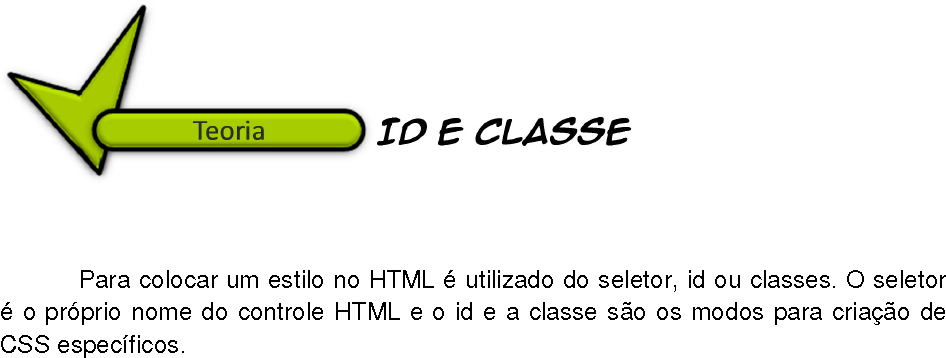 Teoria
ID E CLASSE
Para colocar um estilo no HTML é utilizado do seletor, id ou classes. O seletor
é o próprio nome do controle HTML e o id e a classe são os modos para criação de
CSS específicos.